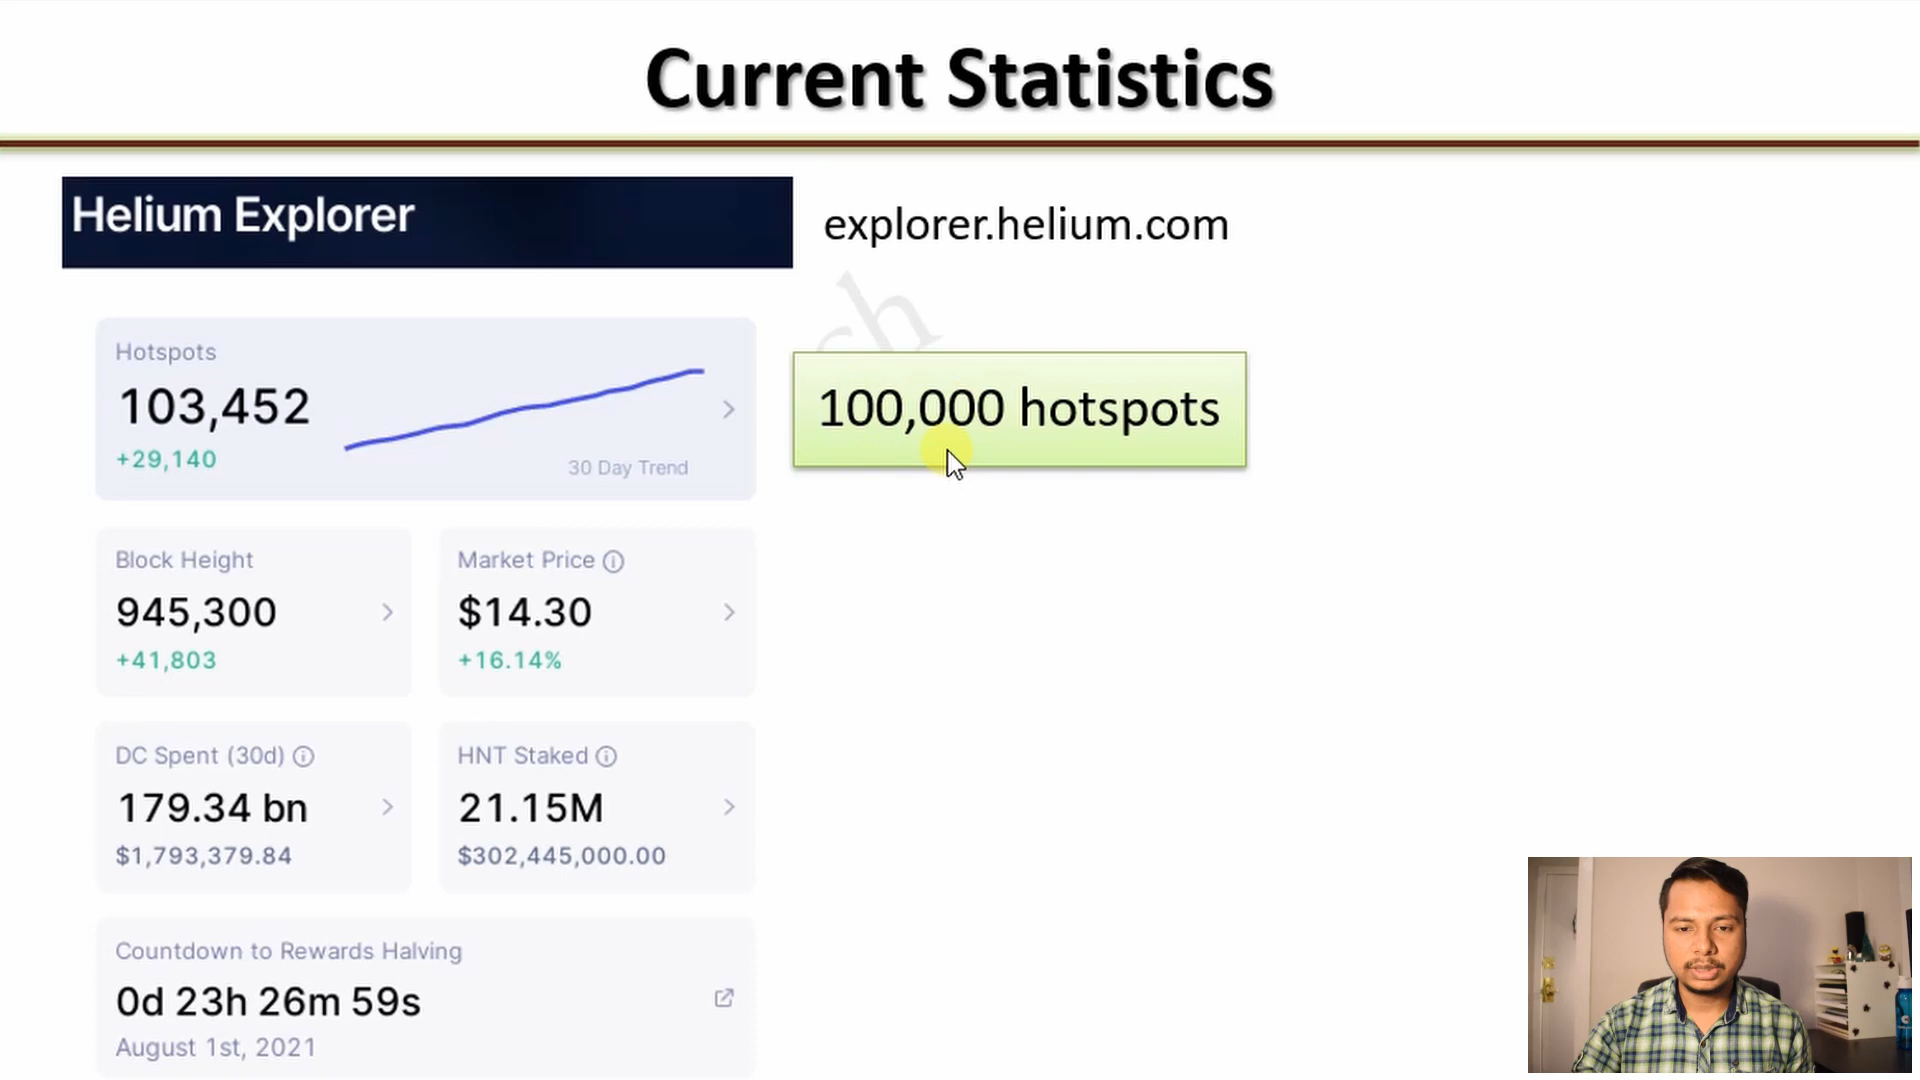 Current Statistics
Helium Explorer
explorer.helium.com
Hotspots
103,452
+29,140
30 Day Trend
100,000 hotspots
Block Height
945,300
+41,803
Market Price
$14.30
+16.14%
DC Spent (30d)
179.34 bn
$1,793,379.84
HNT Staked
21.15M
$302,445,000.00
Countdown to Rewards Halving
0d 23h 26m 59s
August 1st, 2021